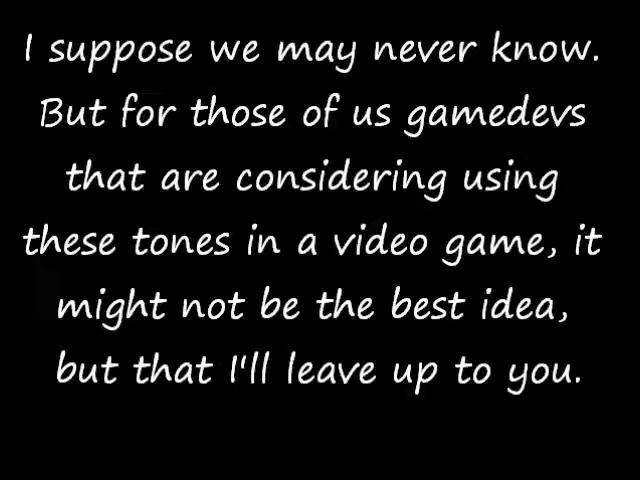 I suppose we may never know.
But for those of us gamedevs
that are considering using
these tones in a video game, it
might not be the best idea,
but that I'll leave up to you.